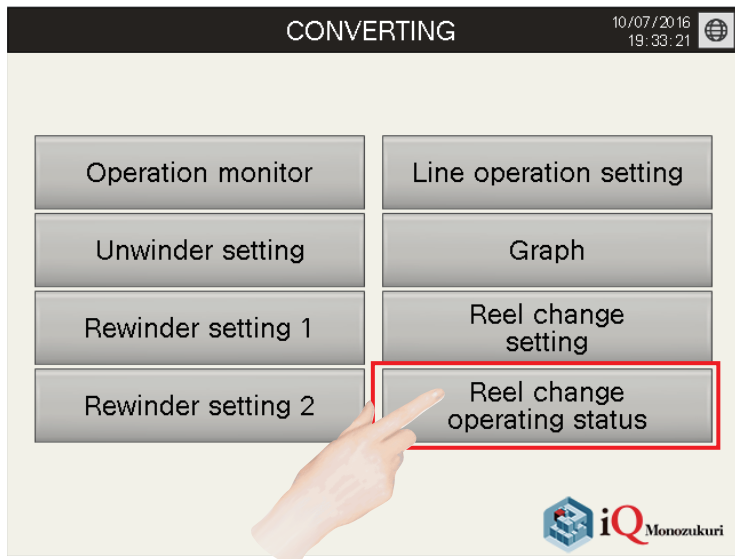 CONVERTING
10/07/2016
19:33:21
Operation monitor
Line operation setting
Unwinder setting
Graph
Rewinder setting 1
Reel change
setting
Rewinder setting 2
Reel change
operating status
iQ Monozukuri